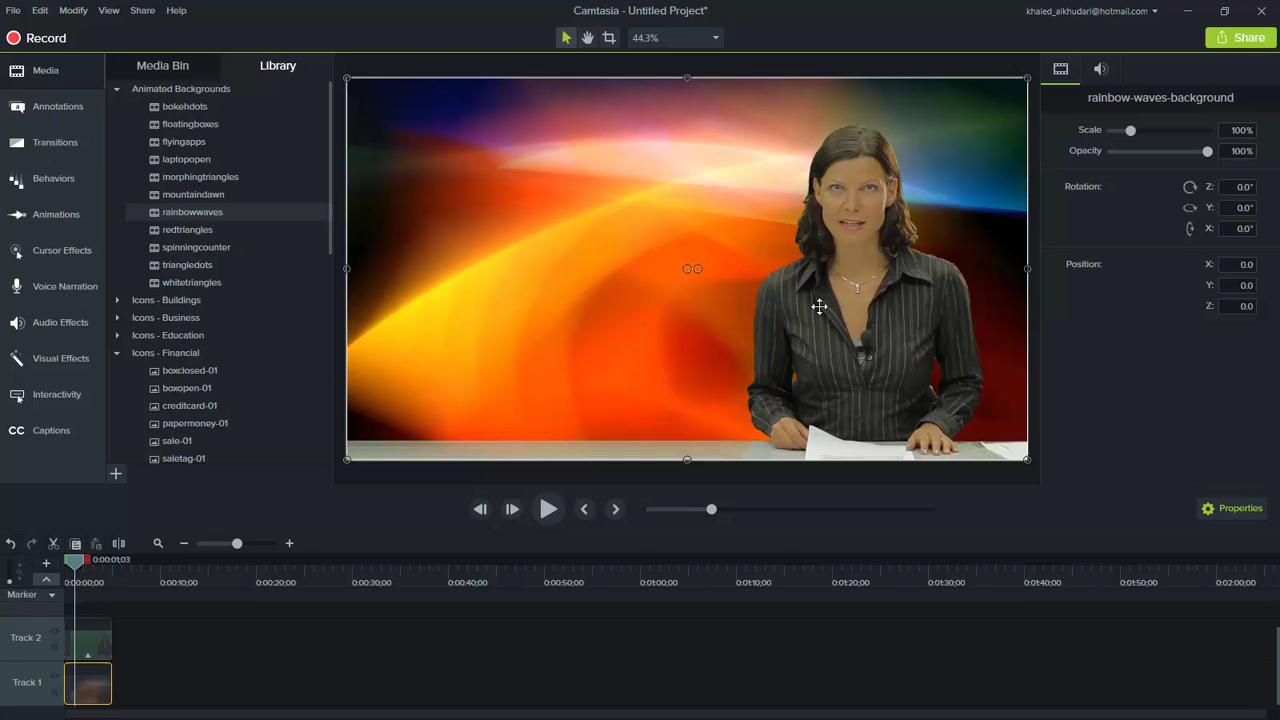 File Edit Modify View Share Help
Camtasia - Untitled Project*
khaled_alkhudari@hotmail.com
Record
44.3%
Share
Media
Annotations
Transitions
Behaviors
Animations
Cursor Effects
Voice Narration
Audio Effects
Visual Effects
Interactivity
CC Captions
Media Bin Library
Animated Backgrounds
bokehdots
floatingboxes
flyingapps
laptopopen
morphingtriangles
mountaindawn
rainbowwaves
redtriangles
spinningcounter
triangledots
whitetriangles
Icons - Buildings
Icons - Business
Icons - Education
Icons - Financial
boxclosed-01
boxopen-01
creditcard-01
papermoney-01
sale-01
saletag-01
rainbow-waves-background
Scale 100%
Opacity 100%
Rotation: Z: 0.0°
Y: 0.0°
X: 0.0°
Position: X: 0.0
Y: 0.0
Z: 0.0
Properties
0:00:01;03
0:00:00;00 0:00:10;00 0:00:20;00 0:00:30;00 0:00:40;00 0:00:50;00 0:01:00;00 0:01:10;00 0:01:20;00 0:01:30;00 0:01:40;00 0:01:50;00 0:02:00;00
Marker
Track 2
Track 1